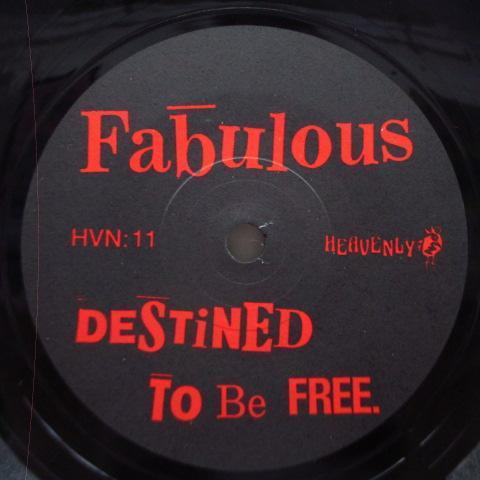 Fabulous
HVN: 11 HEAVENLY
DESTiNED
TO Be FREE.